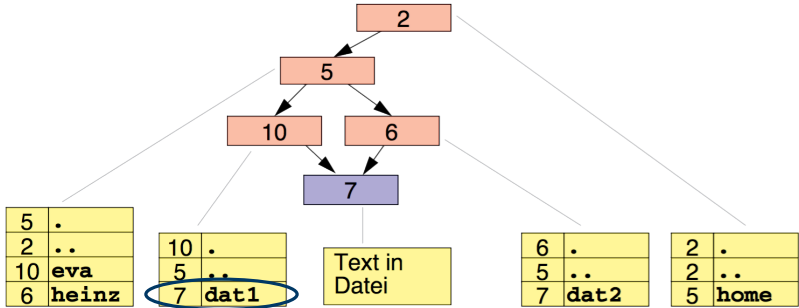 2
5
10
6
7
5 .
2 ..
10 eva
6 heinz
10 .
5 ..
7 dat1
Text in
Datei
6 .
5 ..
7 dat2
2 .
2 ..
5 home